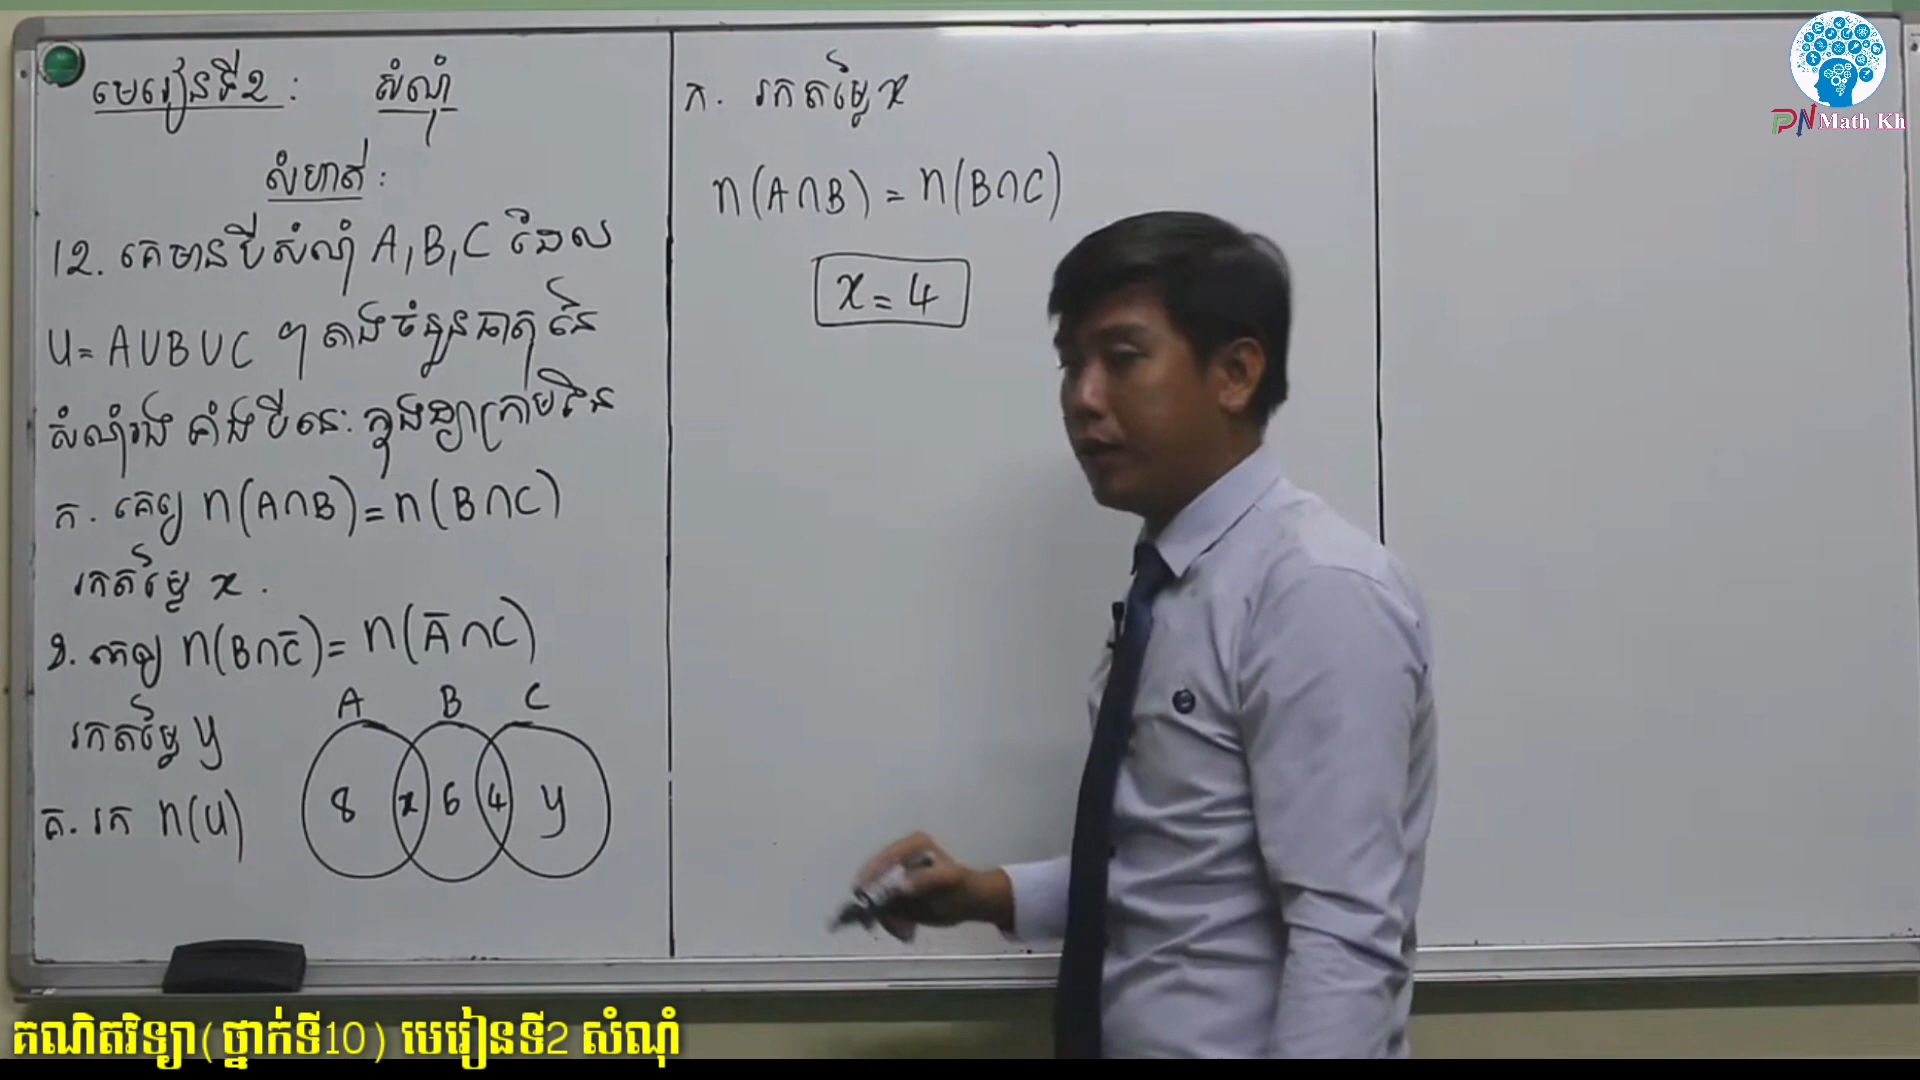 មេរៀនទី២ : សំណុំ
សំហាត់ :
12. គេមានបីសំណុំ A, B, C ដែល
U = A∪B∪C ។ តាងចំនួនធាតុនៃ
សំណុំរង ទាំងបីនេះ ក្នុងដ្យាក្រាមវិន
ក. គេឲ្យ n(A∩B) = n(B∩C)
រកតម្លៃ x .
ខ. គេឲ្យ n(B∩C̅) = n(A̅∩C)
រកតម្លៃ y
គ. រក n(U)
A B C
8 x 6 4 y
ក. រកតម្លៃ x
n(A∩B) = n(B∩C)
x = 4
PN Math Kh
គណិតវិទ្យា(ថ្នាក់ទី10) មេរៀនទី2 សំណុំ